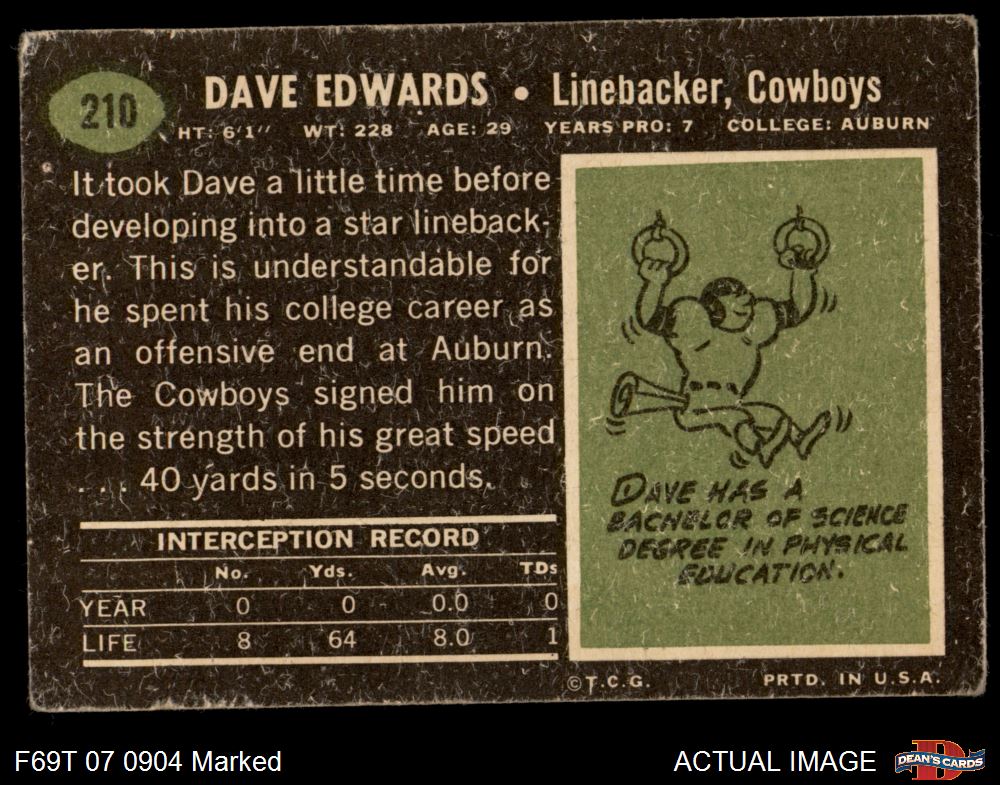 210
DAVE EDWARDS • Linebacker, Cowboys
HT: 6'1" WT: 228 AGE: 29 YEARS PRO: 7 COLLEGE: AUBURN
It took Dave a little time before
developing into a star lineback-
er. This is understandable for
he spent his college career as
an offensive end at Auburn.
The Cowboys signed him on
the strength of his great speed
. . . 40 yards in 5 seconds.
INTERCEPTION RECORD
No. Yds. Avg. TDs
YEAR 0 0 0.0 0
LIFE 8 64 8.0 1
DAVE HAS A
BACHELOR OF SCIENCE
DEGREE IN PHYSICAL
EDUCATION.
©T.C.G. PRTD. IN U.S.A.
F69T 07 0904 Marked
ACTUAL IMAGE
D
DEAN'S CARDS